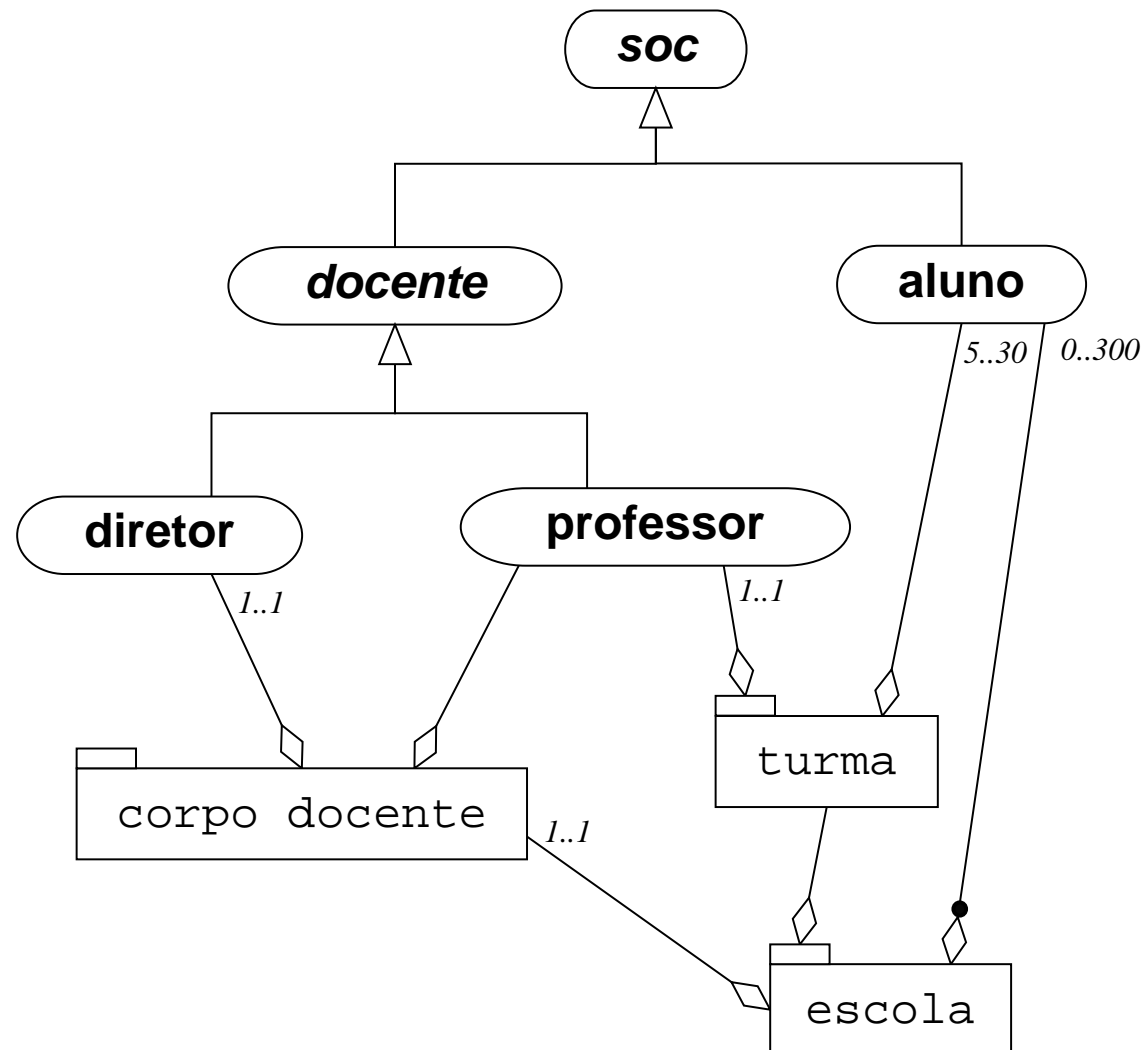 soc
docente
aluno
5..30
0..300
diretor
professor
1..1
1..1
turma
corpo docente
1..1
escola